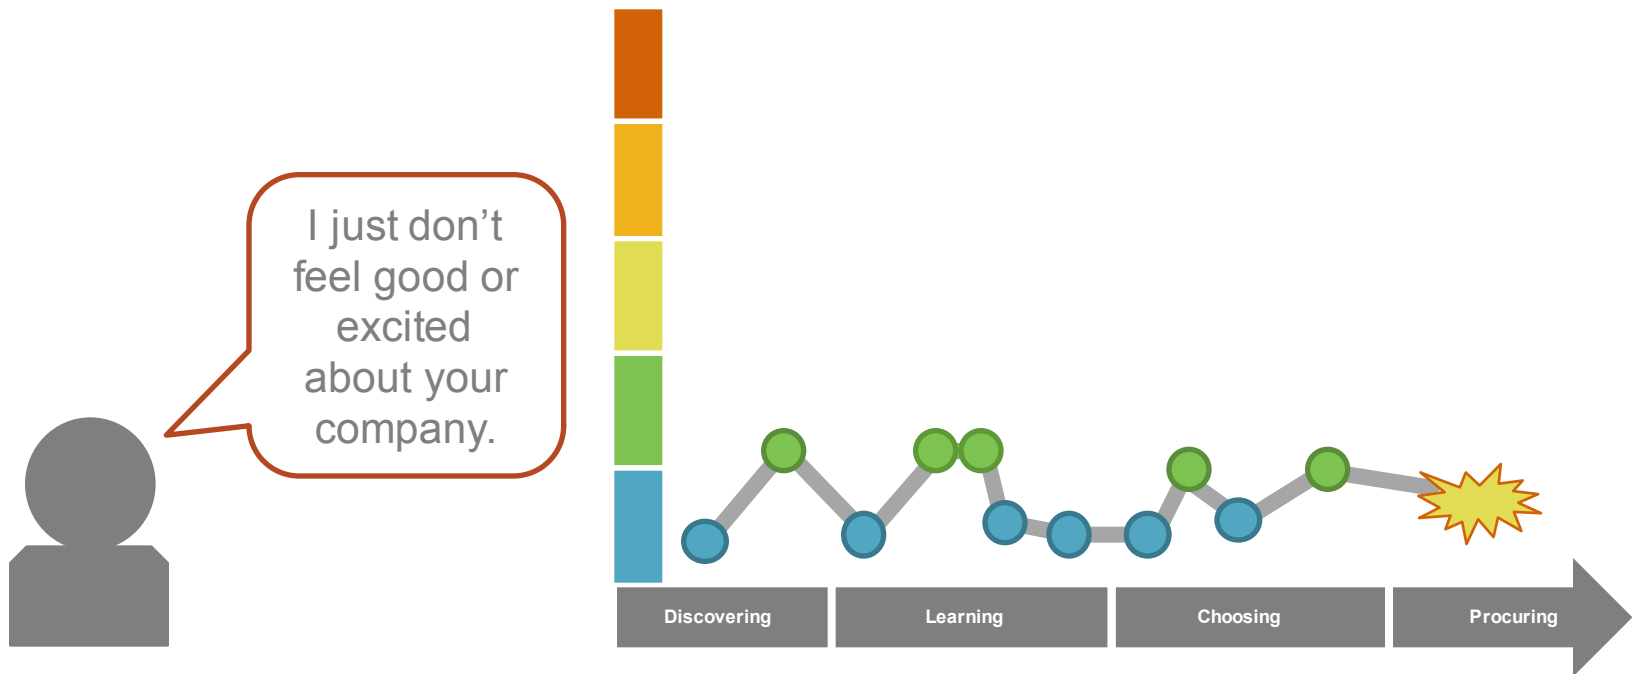 I just don’t
feel good or
excited
about your
company.
Discovering
Learning
Choosing
Procuring